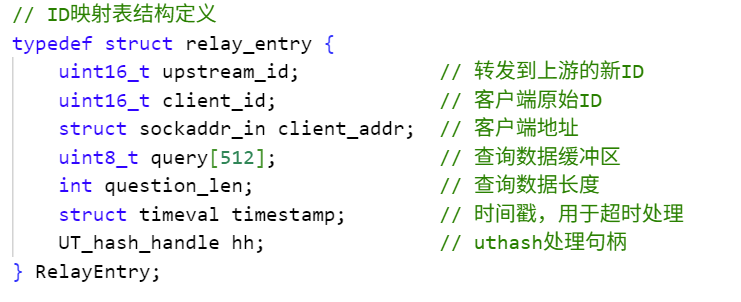 // ID映射表结构定义
typedef struct relay_entry {
    uint16_t upstream_id;            // 转发到上游的新ID
    uint16_t client_id;              // 客户端原始ID
    struct sockaddr_in client_addr;  // 客户端地址
    uint8_t query[512];              // 查询数据缓冲区
    int question_len;                // 查询数据长度
    struct timeval timestamp;        // 时间戳，用于超时处理
    UT_hash_handle hh;               // uthash处理句柄
} RelayEntry;